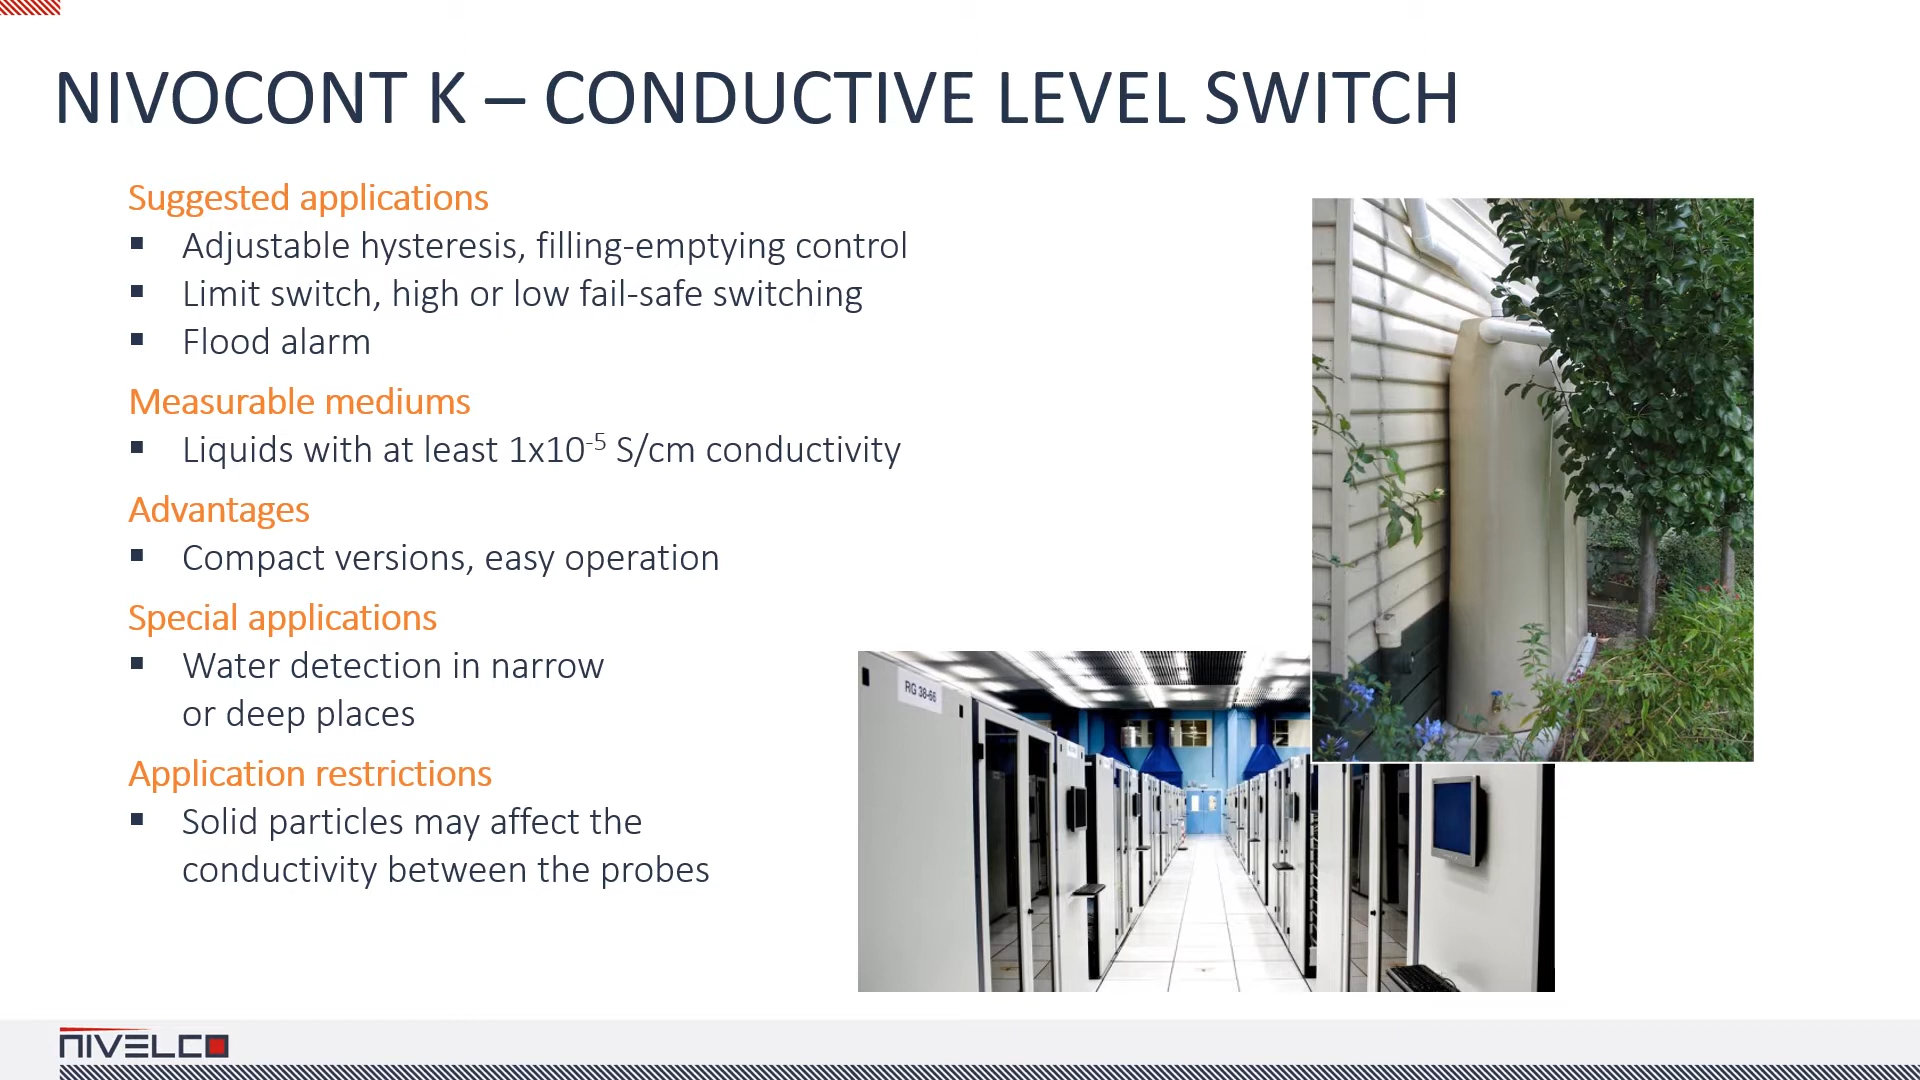 NIVOCONT K – CONDUCTIVE LEVEL SWITCH
Suggested applications
▪ Adjustable hysteresis, filling-emptying control
▪ Limit switch, high or low fail-safe switching
▪ Flood alarm
Measurable mediums
▪ Liquids with at least 1x10⁻⁵ S/cm conductivity
Advantages
▪ Compact versions, easy operation
Special applications
▪ Water detection in narrow
or deep places
Application restrictions
▪ Solid particles may affect the
conductivity between the probes
RG 38-66
NIVELCO